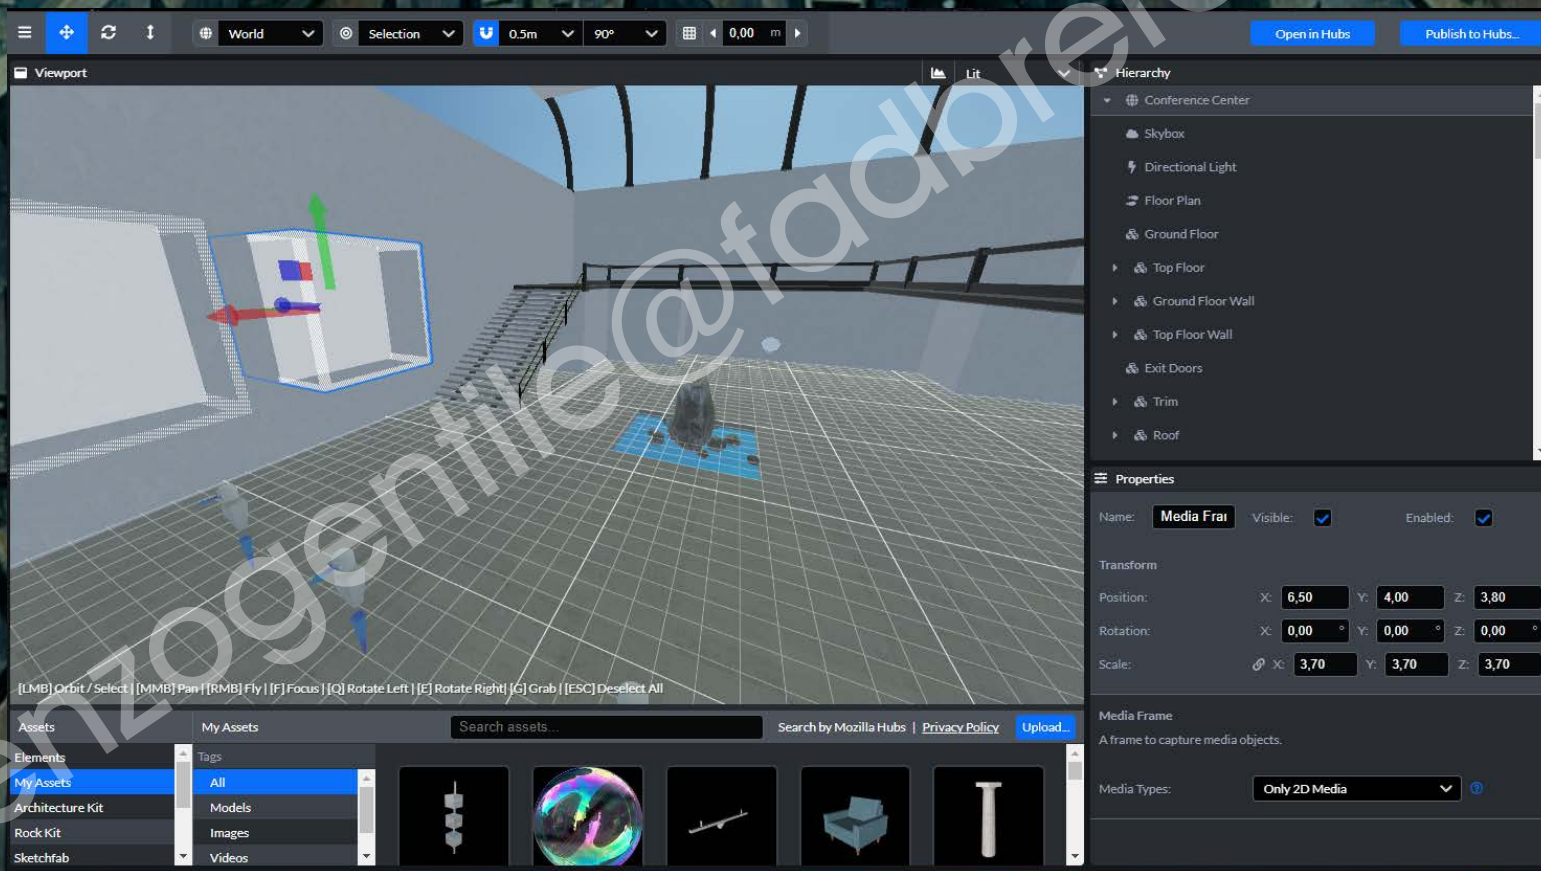 World Selection 0.5m 90° 0,00 m Open in Hubs Publish to Hubs...
Viewport Lit Hierarchy
Conference Center
Skybox
Directional Light
Floor Plan
Ground Floor
Top Floor
Ground Floor Wall
Top Floor Wall
Exit Doors
Trim
Roof
Properties
Name: Media Fra Visible: Enabled:
Transform
Position: X: 6,50 Y: 4,00 Z: 3,80
Rotation: X: 0,00 ° Y: 0,00 ° Z: 0,00 °
Scale: X: 3,70 Y: 3,70 Z: 3,70
Media Frame
A frame to capture media objects.
Media Types: Only 2D Media
[LMB] Orbit / Select | [MMB] Pan | [RMB] Fly | [F] Focus | [Q] Rotate Left | [E] Rotate Right| [G] Grab | [ESC] Deselect All
Assets My Assets Search assets... Search by Mozilla Hubs | Privacy Policy Upload...
Elements
My Assets
Architecture Kit
Rock Kit
Sketchfab
Tags
All
Models
Images
Videos
enzogentile@fadbre